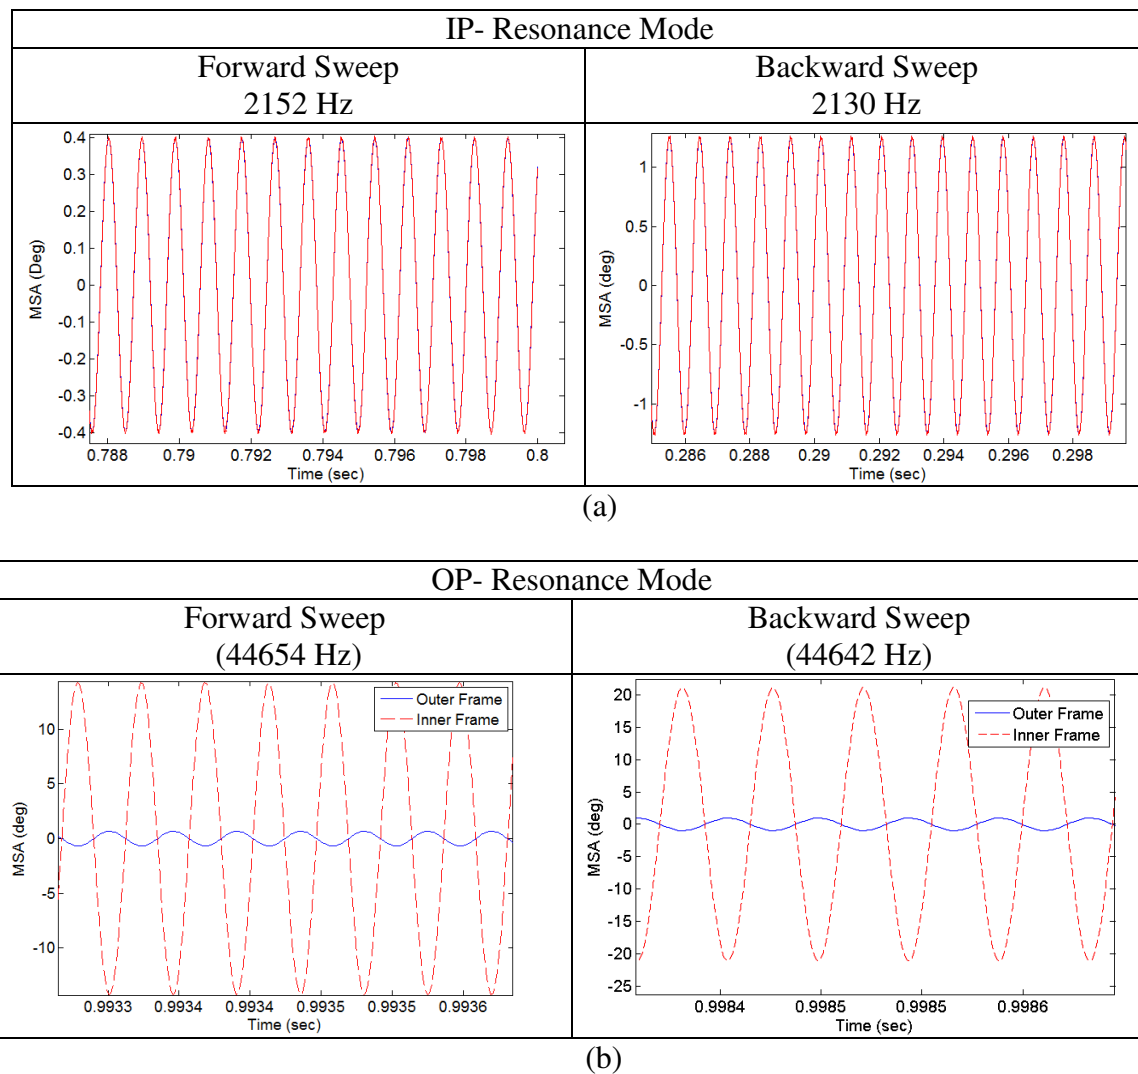 IP- Resonance Mode
Forward Sweep
2152 Hz
Backward Sweep
2130 Hz
0.4
0.3
0.2
0.1
0
-0.1
-0.2
-0.3
-0.4
MSA (Deg)
0.788 0.79 0.792 0.794 0.796 0.798 0.8
Time (sec)
1
0.5
0
-0.5
-1
MSA (deg)
0.286 0.288 0.29 0.292 0.294 0.296 0.298
Time (sec)
(a)
OP- Resonance Mode
Forward Sweep
(44654 Hz)
Backward Sweep
(44642 Hz)
Outer Frame
Inner Frame
10
5
0
-5
-10
MSA (deg)
0.9933 0.9934 0.9934 0.9935 0.9935 0.9936
Time (sec)
Outer Frame
Inner Frame
20
15
10
5
0
-5
-10
-15
-20
-25
MSA (deg)
0.9984 0.9985 0.9985 0.9986
Time (sec)
(b)